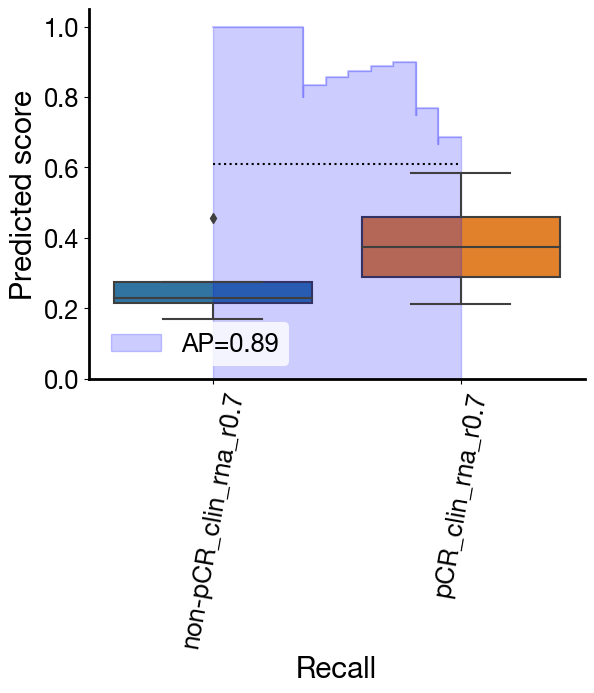 1.0
0.8
0.6
0.4
0.2
0.0
Predicted score
AP=0.89
non-pCR_clin_rna_r0.7
pCR_clin_rna_r0.7
Recall